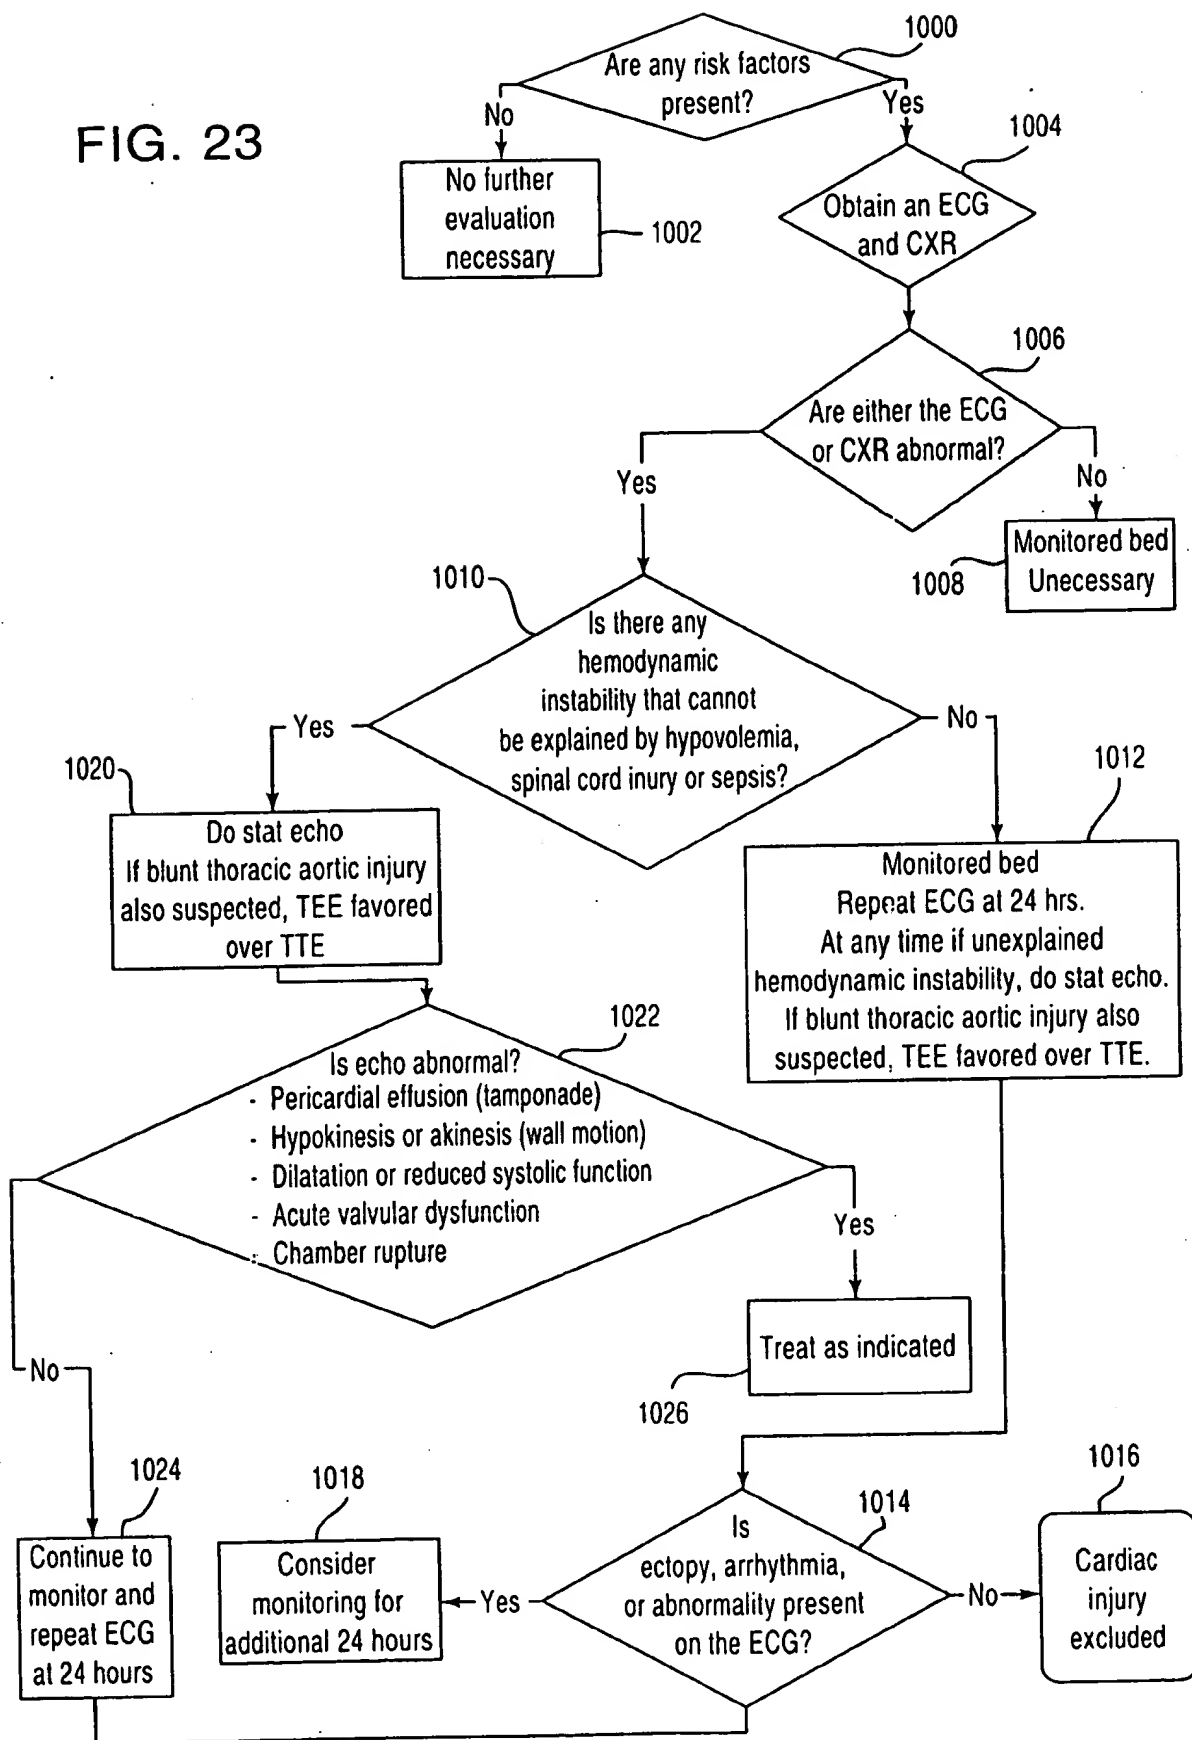 FIG. 23
1000
Are any risk factors
present?
No
Yes
No further
evaluation
necessary
1002
1004
Obtain an ECG
and CXR
1006
Are either the ECG
or CXR abnormal?
Yes
No
Monitored bed
Unecessary
1008
1010
Is there any
hemodynamic
instability that cannot
be explained by hypovolemia,
spinal cord inury or sepsis?
Yes
No
1020
Do stat echo
If blunt thoracic aortic injury
also suspected, TEE favored
over TTE
1012
Monitored bed
Repeat ECG at 24 hrs.
At any time if unexplained
hemodynamic instability, do stat echo.
If blunt thoracic aortic injury also
suspected, TEE favored over TTE.
1022
Is echo abnormal?
- Pericardial effusion (tamponade)
- Hypokinesis or akinesis (wall motion)
- Dilatation or reduced systolic function
- Acute valvular dysfunction
- Chamber rupture
Yes
No
Treat as indicated
1026
1024
Continue to
monitor and
repeat ECG
at 24 hours
1018
Consider
monitoring for
additional 24 hours
Yes
1014
Is
ectopy, arrhythmia,
or abnormality present
on the ECG?
No
1016
Cardiac
injury
excluded